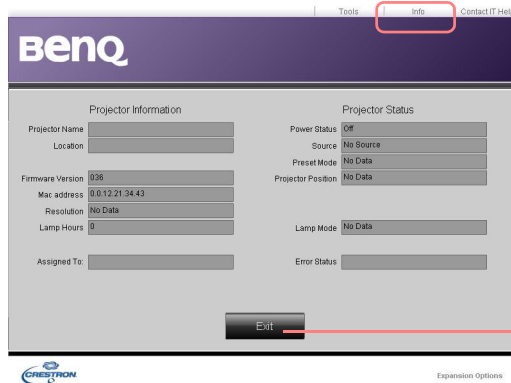 Tools Info Contact IT Hel
BenQ
Projector Information
Projector Name
Location
Firmware Version 036
Mac address 0.0.12.21.34.43
Resolution No Data
Lamp Hours 0
Assigned To:
Projector Status
Power Status Off
Source No Source
Preset Mode No Data
Projector Position No Data
Lamp Mode No Data
Error Status
Exit
CRESTRON
Expansion Options